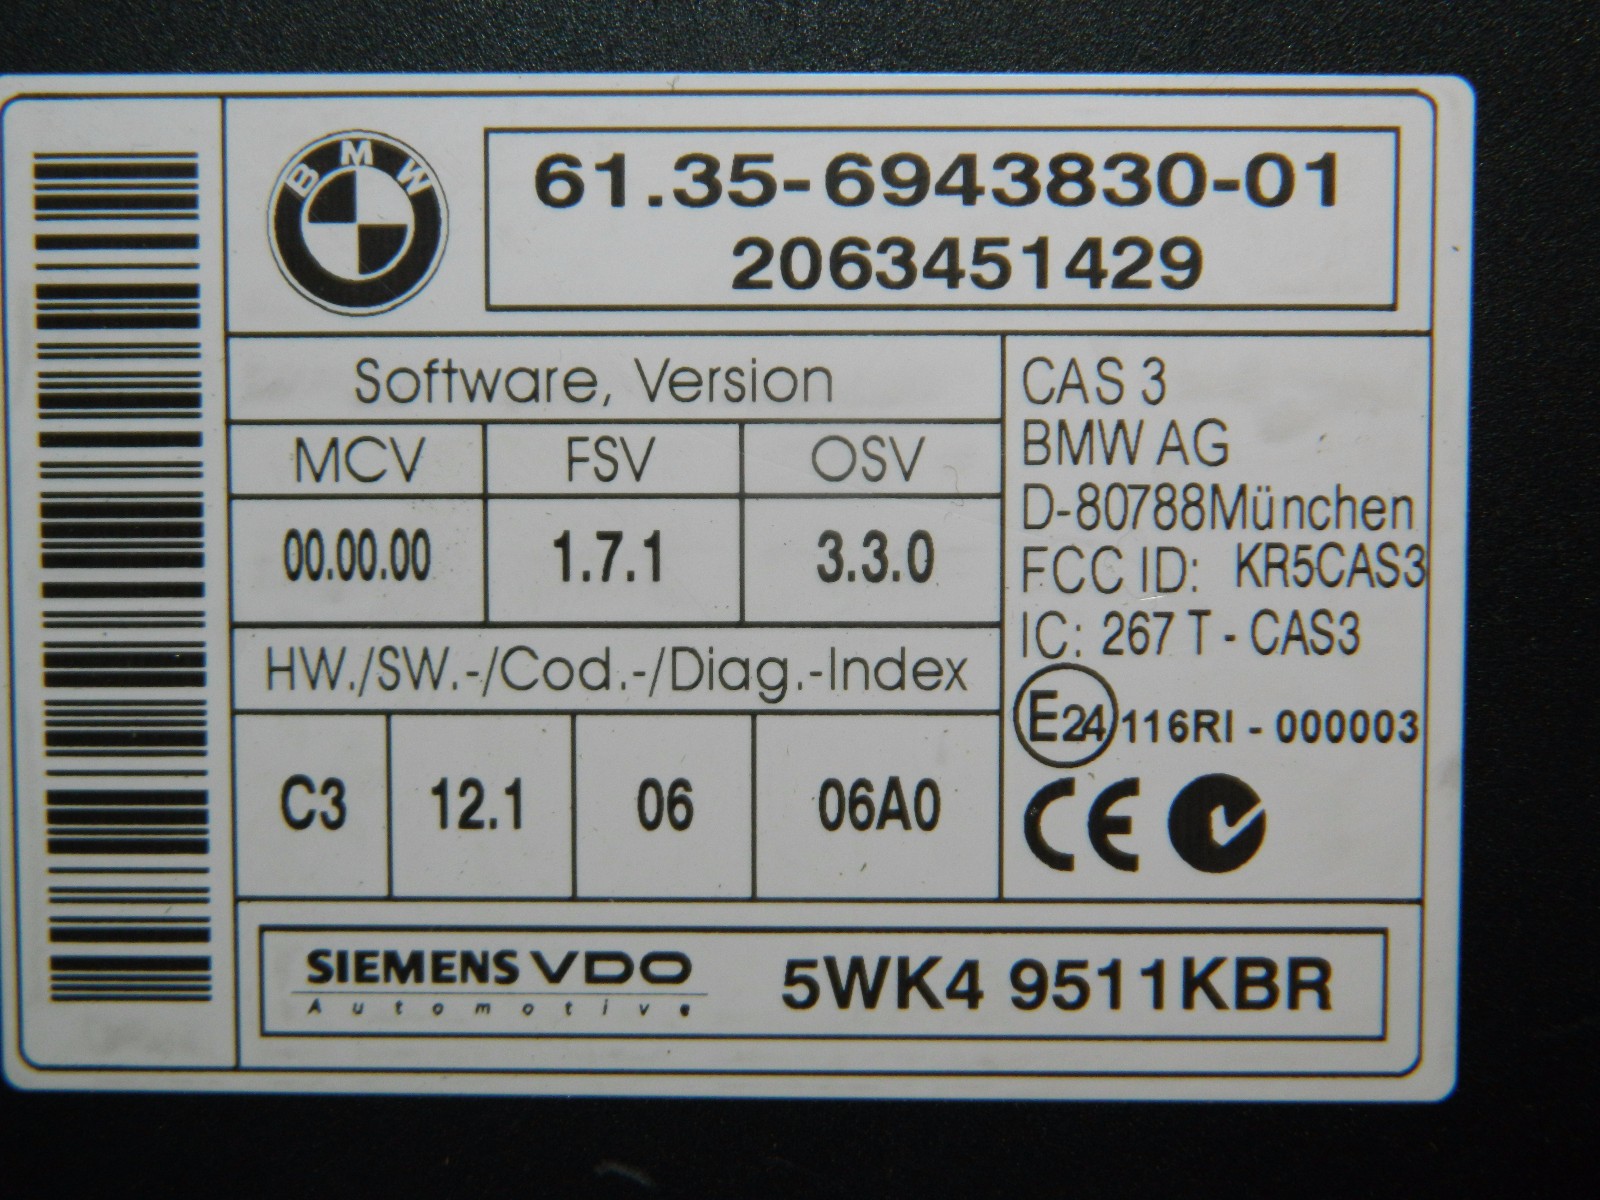 BMW
61.35-6943830-01
2063451429
Software, Version
MCV FSV OSV
00.00.00 1.7.1 3.3.0
HW./SW.-/Cod.-/Diag.-Index
C3 12.1 06 06A0
CAS 3
BMW AG
D-80788München
FCC ID: KR5CAS3
IC: 267 T - CAS3
E24 116RI - 000003
CE
SIEMENS VDO
Automotive
5WK4 9511KBR